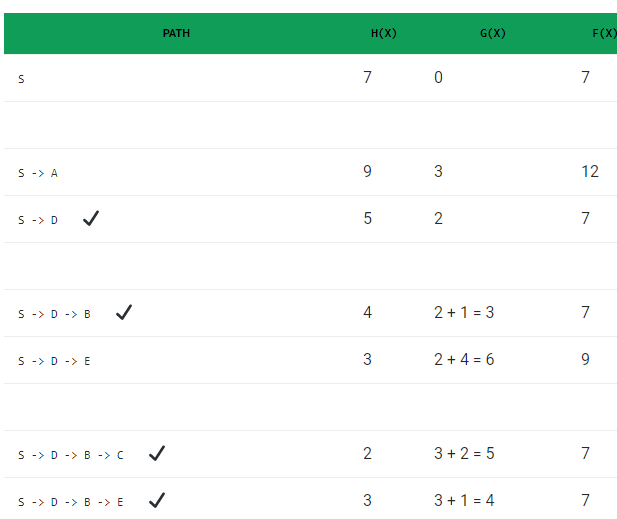 PATH H(X) G(X) F(X)
S 7 0 7
S -> A 9 3 12
S -> D ✔ 5 2 7
S -> D -> B ✔ 4 2 + 1 = 3 7
S -> D -> E 3 2 + 4 = 6 9
S -> D -> B -> C ✔ 2 3 + 2 = 5 7
S -> D -> B -> E ✔ 3 3 + 1 = 4 7